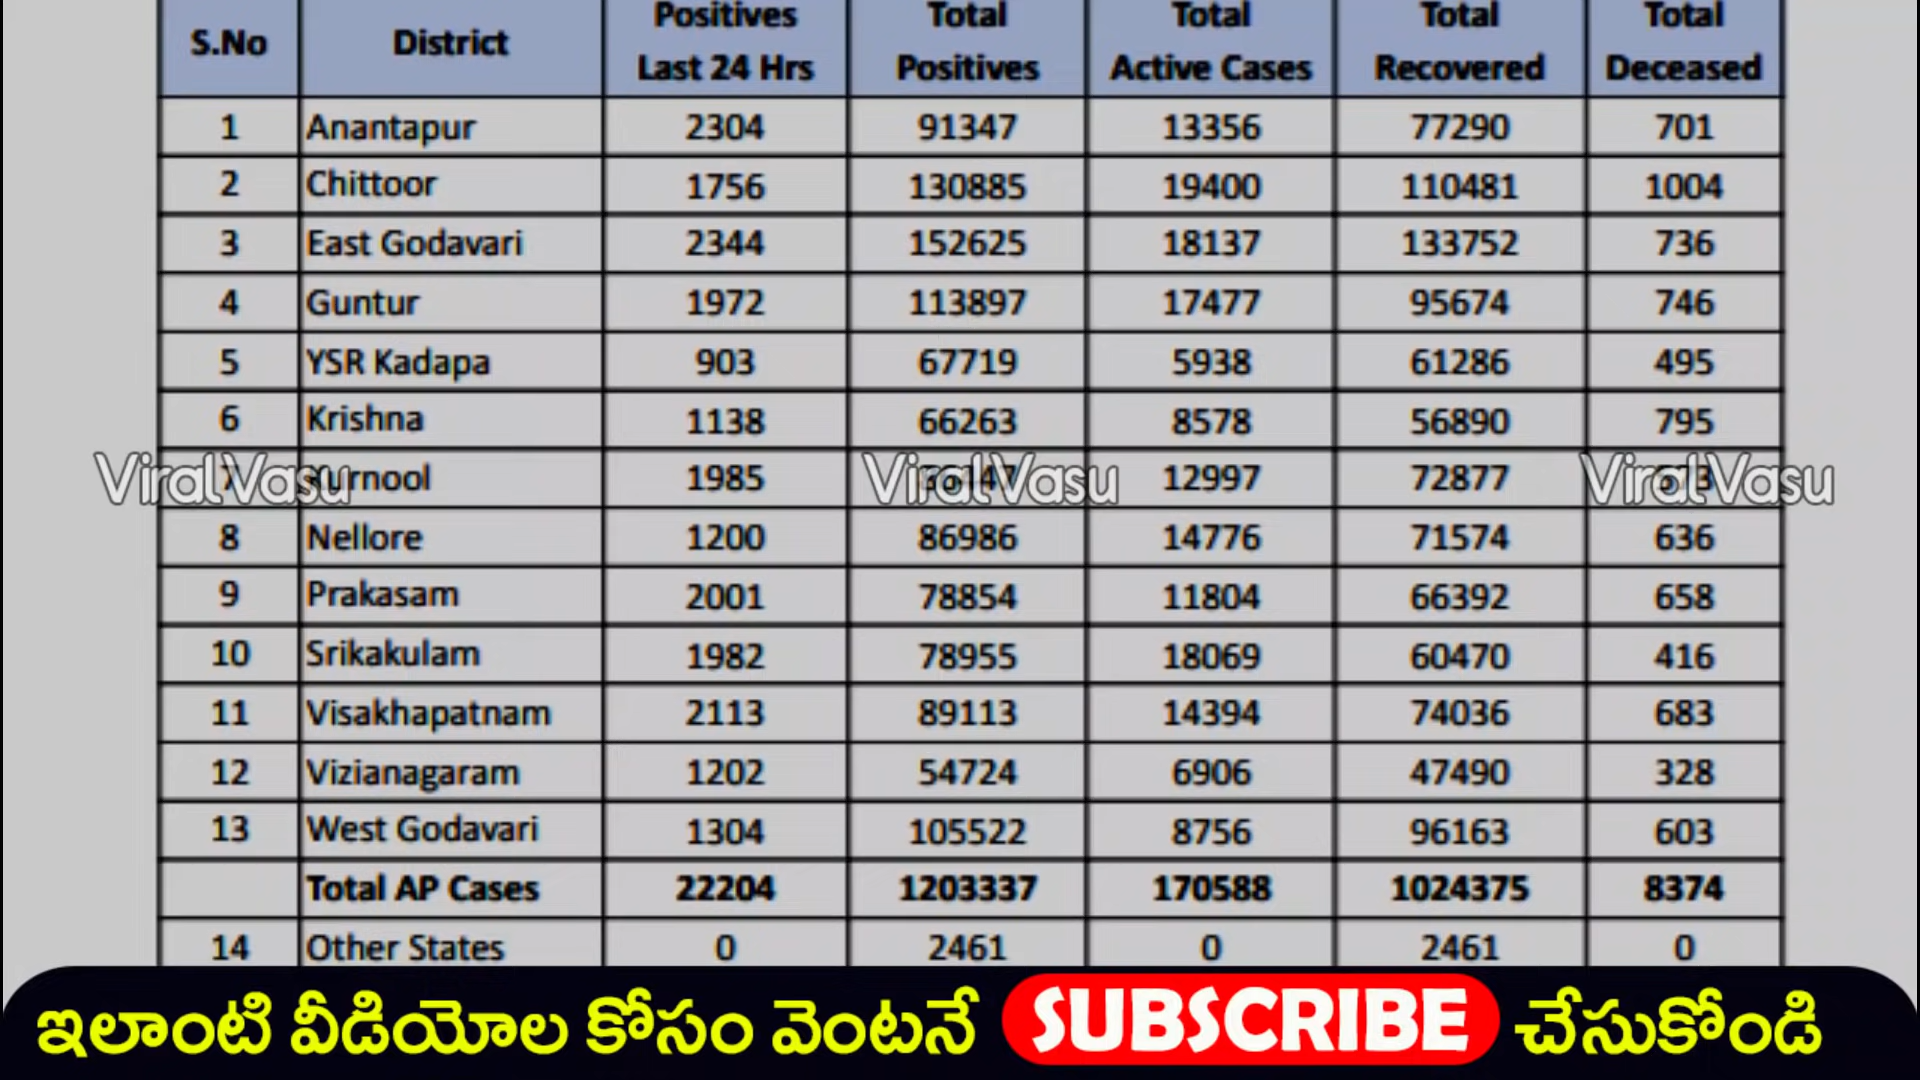 S.No District Positives Last 24 Hrs Total Positives Total Active Cases Total Recovered Total Deceased
1 Anantapur 2304 91347 13356 77290 701
2 Chittoor 1756 130885 19400 110481 1004
3 East Godavari 2344 152625 18137 133752 736
4 Guntur 1972 113897 17477 95674 746
5 YSR Kadapa 903 67719 5938 61286 495
6 Krishna 1138 66263 8578 56890 795
7 Kurnool 1985 12997 72877
ViralVasu ViralVasu ViralVasu
8 Nellore 1200 86986 14776 71574 636
9 Prakasam 2001 78854 11804 66392 658
10 Srikakulam 1982 78955 18069 60470 416
11 Visakhapatnam 2113 89113 14394 74036 683
12 Vizianagaram 1202 54724 6906 47490 328
13 West Godavari 1304 105522 8756 96163 603
Total AP Cases 22204 1203337 170588 1024375 8374
14 Other States 0 2461 0 2461 0
ఇలాంటి వీడియోల కోసం వెంటనే SUBSCRIBE చేసుకోండి